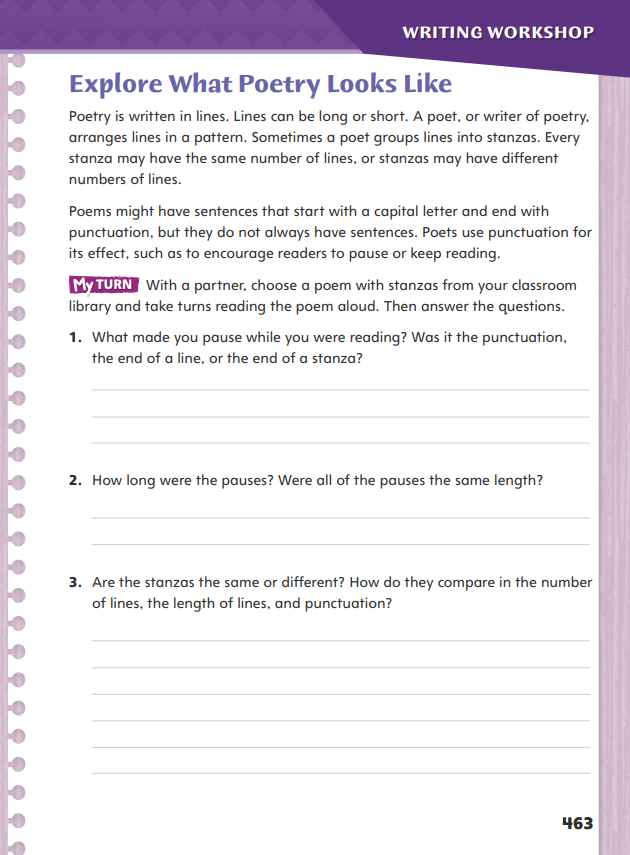 WRITING WORKSHOP
Explore What Poetry Looks Like
Poetry is written in lines. Lines can be long or short. A poet, or writer of poetry,
arranges lines in a pattern. Sometimes a poet groups lines into stanzas. Every
stanza may have the same number of lines, or stanzas may have different
numbers of lines.
Poems might have sentences that start with a capital letter and end with
punctuation, but they do not always have sentences. Poets use punctuation for
its effect, such as to encourage readers to pause or keep reading.
My TURN With a partner, choose a poem with stanzas from your classroom
library and take turns reading the poem aloud. Then answer the questions.
1. What made you pause while you were reading? Was it the punctuation,
the end of a line, or the end of a stanza?
2. How long were the pauses? Were all of the pauses the same length?
3. Are the stanzas the same or different? How do they compare in the number
of lines, the length of lines, and punctuation?
463